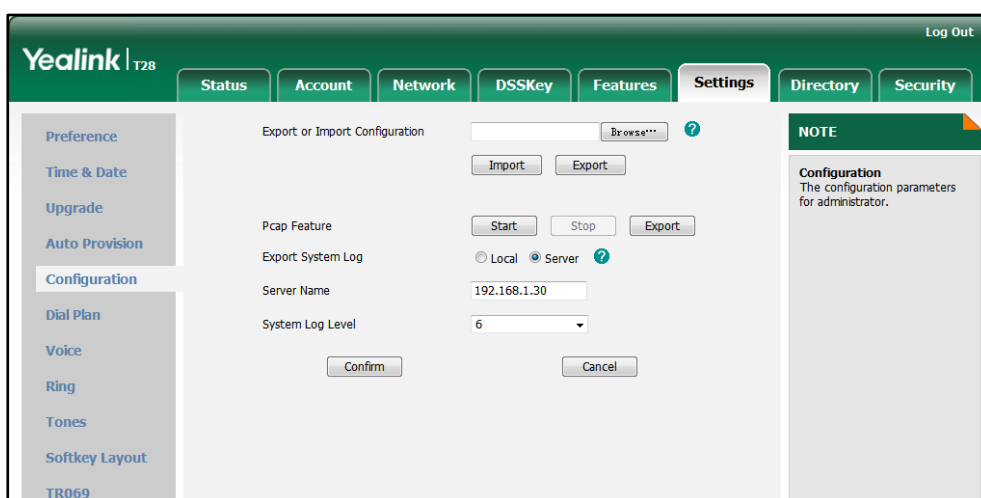 Log Out
Yealink T28
Status Account Network DSSKey Features Settings Directory Security
Preference
Time & Date
Upgrade
Auto Provision
Configuration
Dial Plan
Voice
Ring
Tones
Softkey Layout
TR069
Export or Import Configuration Browse... ?
Import Export
Pcap Feature Start Stop Export
Export System Log Local Server ?
Server Name 192.168.1.30
System Log Level 6
Confirm Cancel
NOTE
Configuration
The configuration parameters
for administrator.